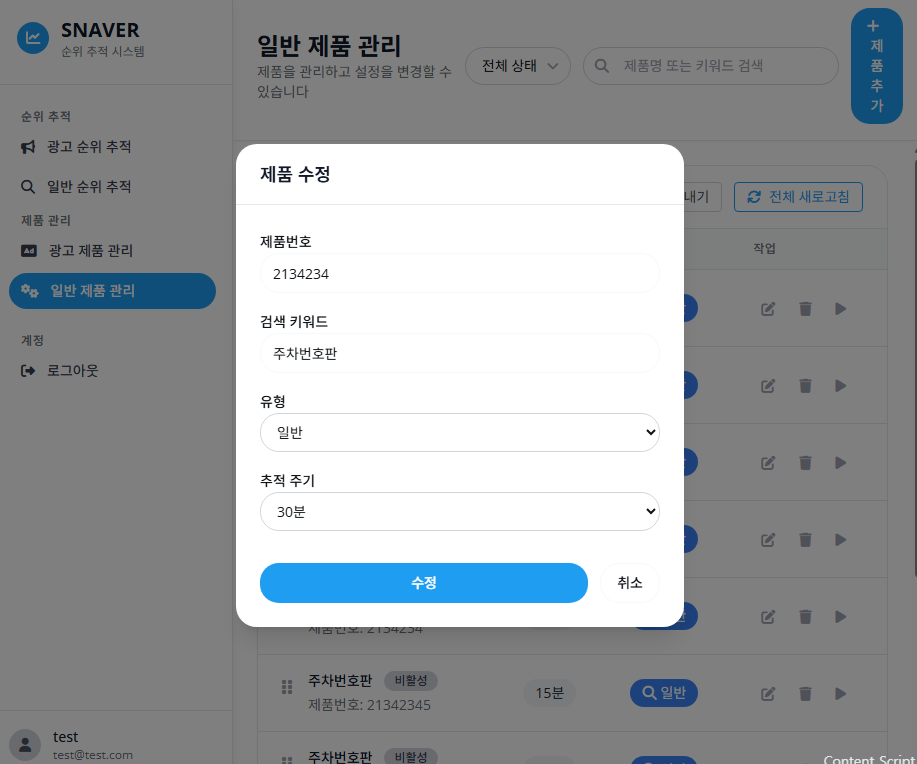 SNAVER
순위 추적 시스템
순위 추적
광고 순위 추적
일반 순위 추적
제품 관리
Ad 광고 제품 관리
일반 제품 관리
계정
로그아웃
test
test@test.com
일반 제품 관리
제품을 관리하고 설정을 변경할 수
있습니다
전체 상태
제품명 또는 키워드 검색
제
품
추
가
내기
전체 새로고침
작업
제품 수정
제품번호
2134234
검색 키워드
주차번호판
유형
일반
추적 주기
30분
수정
취소
제품번호: 2134234
주차번호판 비활성
15분
일반
제품번호: 21342345
주차번호판 비활성
Content Script